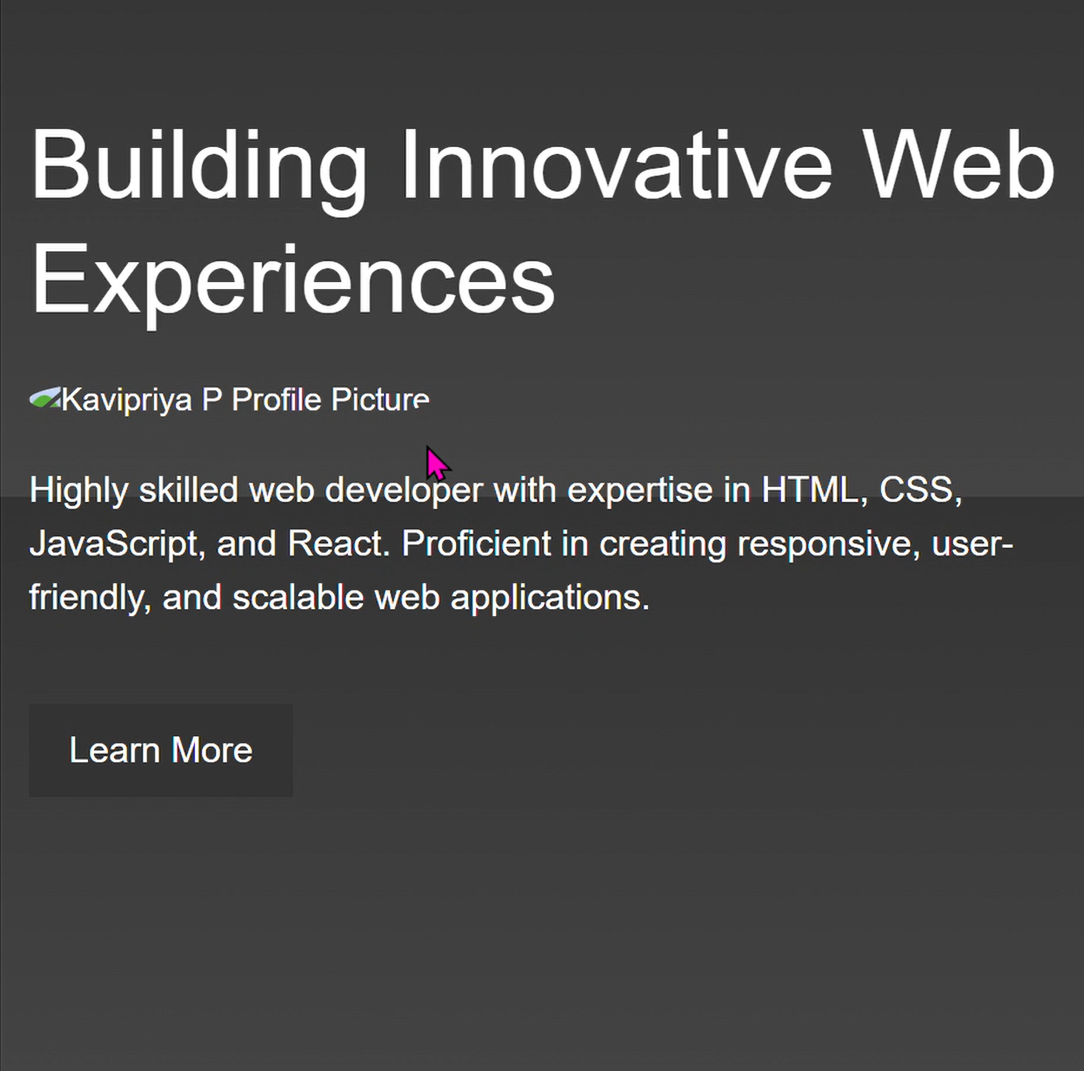 Building Innovative Web
Experiences
Kavipriya P Profile Picture
Highly skilled web developer with expertise in HTML, CSS,
JavaScript, and React. Proficient in creating responsive, user-
friendly, and scalable web applications.
Learn More